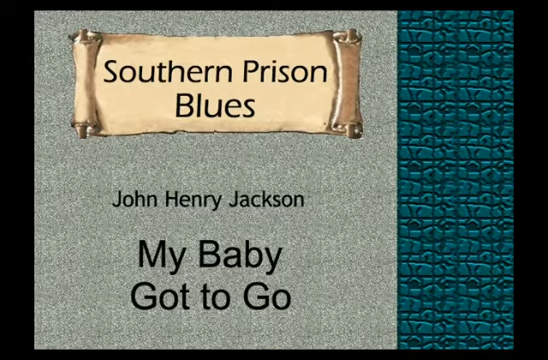 Southern Prison
Blues
John Henry Jackson
My Baby
Got to Go